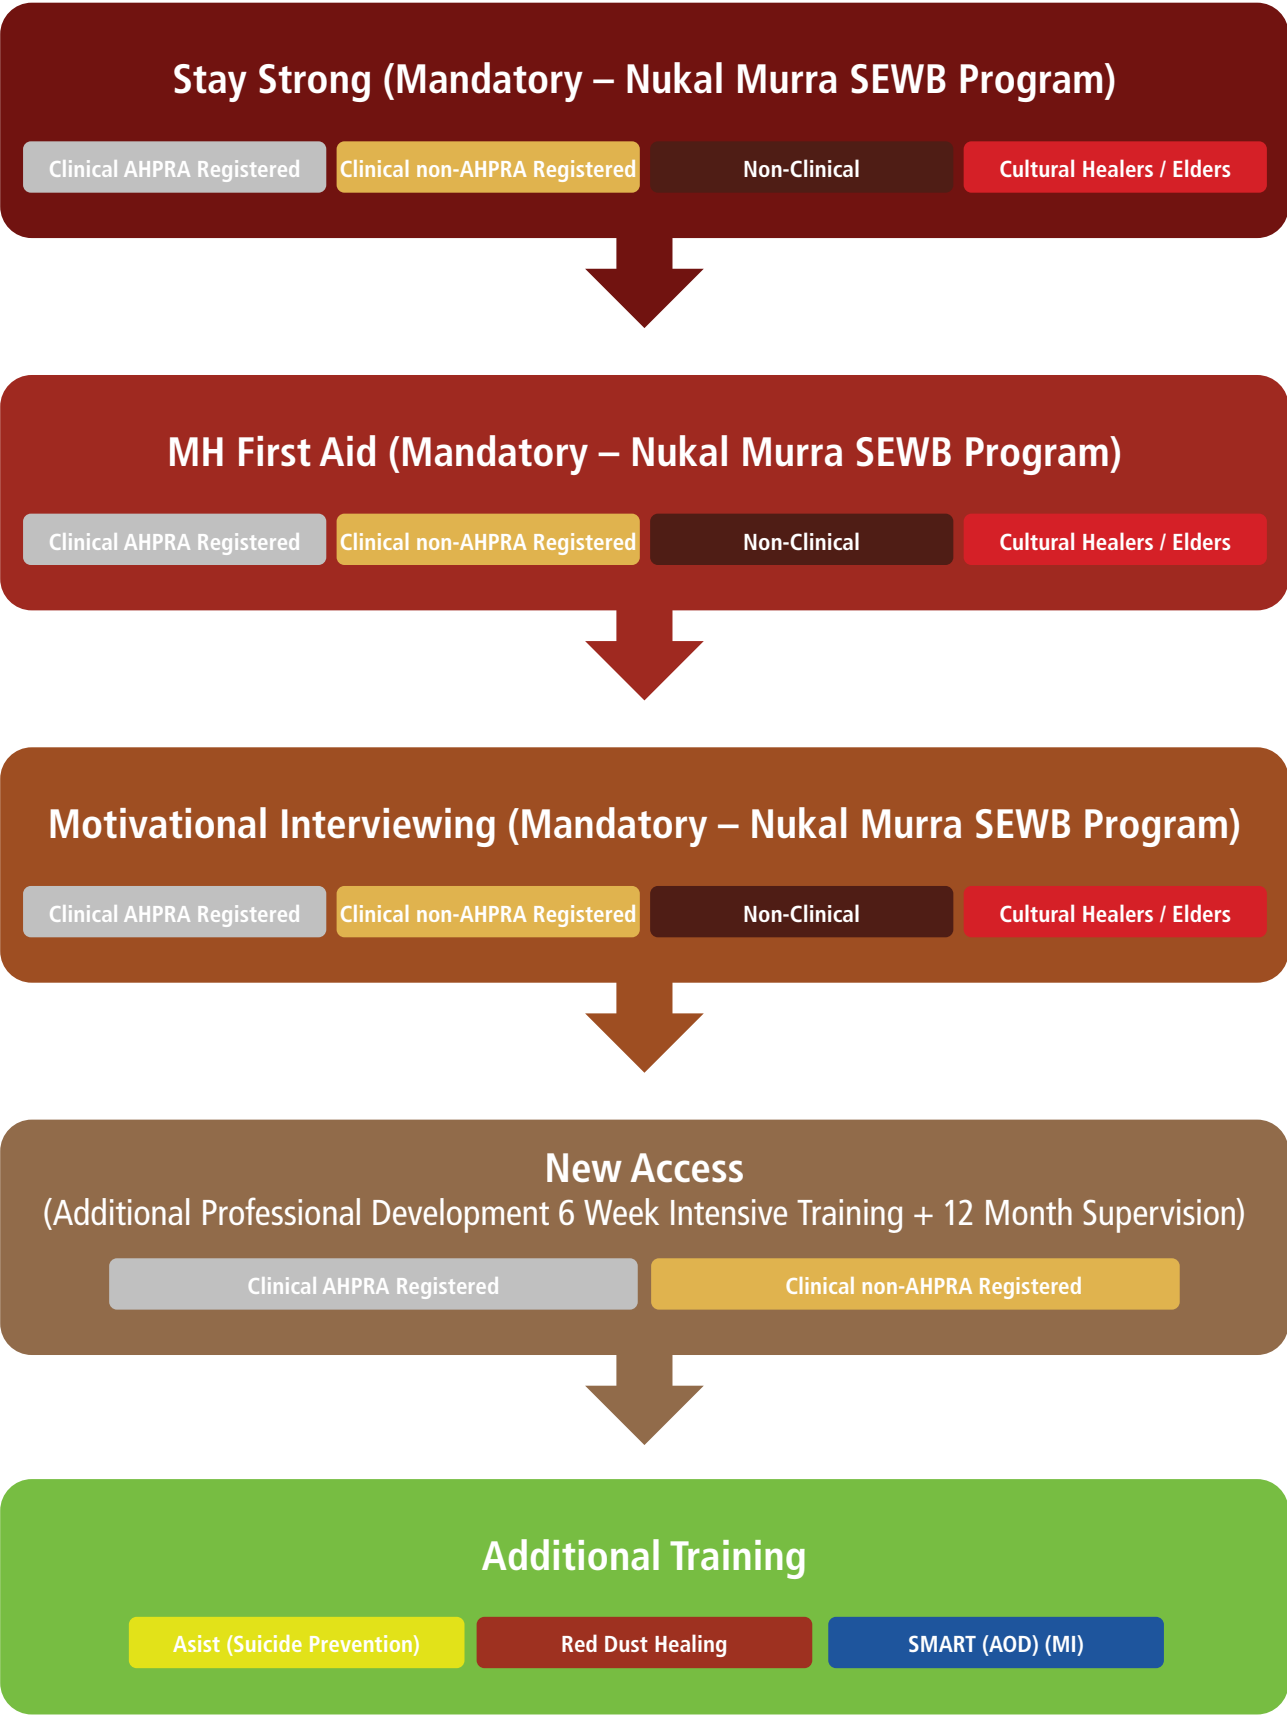 Stay Strong (Mandatory – Nukal Murra SEWB Program)
Clinical AHPRA Registered
Clinical non-AHPRA Registered
Non-Clinical
Cultural Healers / Elders
MH First Aid (Mandatory – Nukal Murra SEWB Program)
Clinical AHPRA Registered
Clinical non-AHPRA Registered
Non-Clinical
Cultural Healers / Elders
Motivational Interviewing (Mandatory – Nukal Murra SEWB Program)
Clinical AHPRA Registered
Clinical non-AHPRA Registered
Non-Clinical
Cultural Healers / Elders
New Access
(Additional Professional Development 6 Week Intensive Training + 12 Month Supervision)
Clinical AHPRA Registered
Clinical non-AHPRA Registered
Additional Training
Asist (Suicide Prevention)
Red Dust Healing
SMART (AOD) (MI)